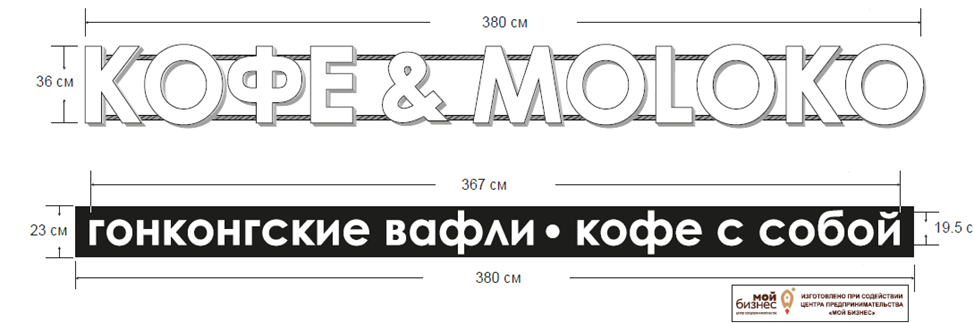 380 см
36 см
КОФЕ & MOLOKO
367 см
23 см
гонконгские вафли • кофе с собой
19.5 с
380 см
мой бизнес
ИЗГОТОВЛЕНО ПРИ СОДЕЙСТВИИ
ЦЕНТРА ПРЕДПРИНИМАТЕЛЬСТВА
«МОЙ БИЗНЕС»